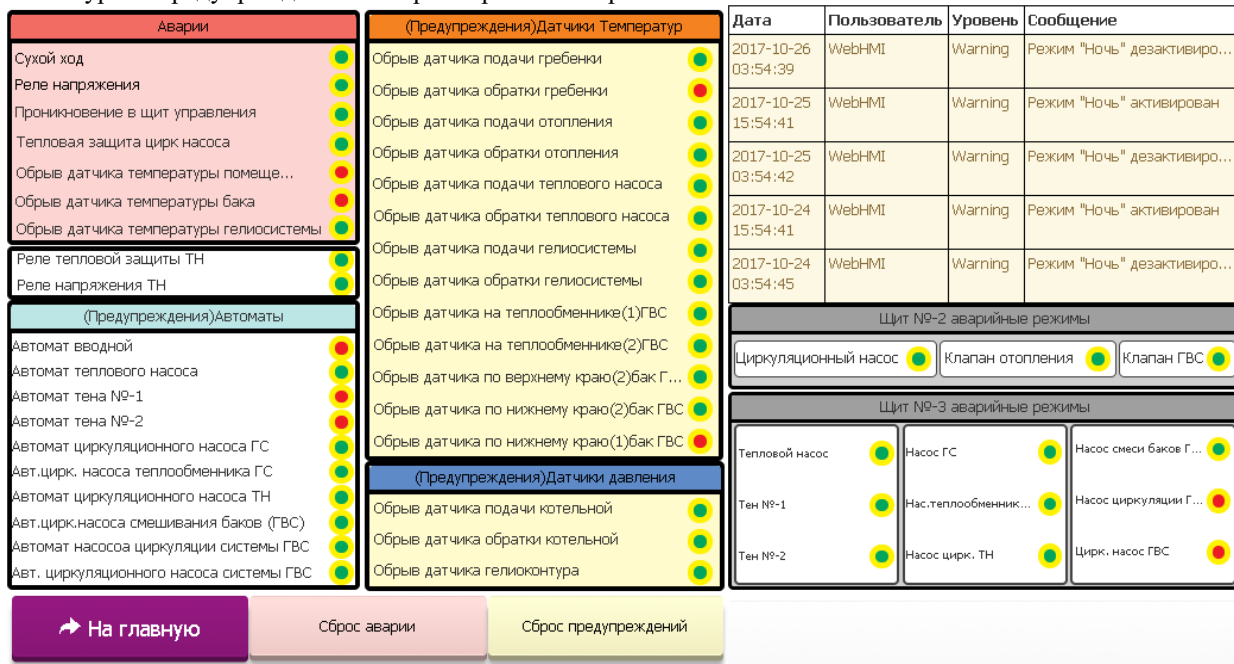 Аварии
Сухой ход
Реле напряжения
Проникновение в щит управления
Тепловая защита цирк насоса
Обрыв датчика температуры помеще...
Обрыв датчика температуры бака
Обрыв датчика температуры гелиосистемы
Реле тепловой защиты ТН
Реле напряжения ТН
(Предупреждения)Автоматы
Автомат вводной
Автомат теплового насоса
Автомат тена №-1
Автомат тена №-2
Автомат циркуляционного насоса ГС
Авт.цирк. насоса теплообменника ГС
Автомат циркуляционного насоса ТН
Авт.цирк.насоса смешивания баков (ГВС)
Автомат насосоа циркуляции системы ГВС
Авт. циркуляционного насоса системы ГВС
(Предупреждения)Датчики Температур
Обрыв датчика подачи гребенки
Обрыв датчика обратки гребенки
Обрыв датчика подачи отопления
Обрыв датчика обратки отопления
Обрыв датчика подачи теплового насоса
Обрыв датчика обратки теплового насоса
Обрыв датчика подачи гелиосистемы
Обрыв датчика обратки гелиосистемы
Обрыв датчика на теплообменнике(1)ГВС
Обрыв датчика на теплообменнике(2)ГВС
Обрыв датчика по верхнему краю(2)бак Г...
Обрыв датчика по нижнему краю(2)бак ГВС
Обрыв датчика по нижнему краю(1)бак ГВС
(Предупреждения)Датчики давления
Обрыв датчика подачи котельной
Обрыв датчика обратки котельной
Обрыв датчика гелиоконтура
Дата Пользователь Уровень Сообщение
2017-10-26 03:54:39 WebHMI Warning Режим "Ночь" дезактивиро...
2017-10-25 15:54:41 WebHMI Warning Режим "Ночь" активирован
2017-10-25 03:54:42 WebHMI Warning Режим "Ночь" дезактивиро...
2017-10-24 15:54:41 WebHMI Warning Режим "Ночь" активирован
2017-10-24 03:54:45 WebHMI Warning Режим "Ночь" дезактивиро...
Щит №-2 аварийные режимы
Циркуляционный насос Клапан отопления Клапан ГВС
Щит №-3 аварийные режимы
Тепловой насос Насос ГС Насос смеси баков Г...
Тен №-1 Нас.теплообменник... Насос циркуляции Г...
Тен №-2 Насос цирк. ТН Цирк. насос ГВС
На главную Сброс аварии Сброс предупреждений